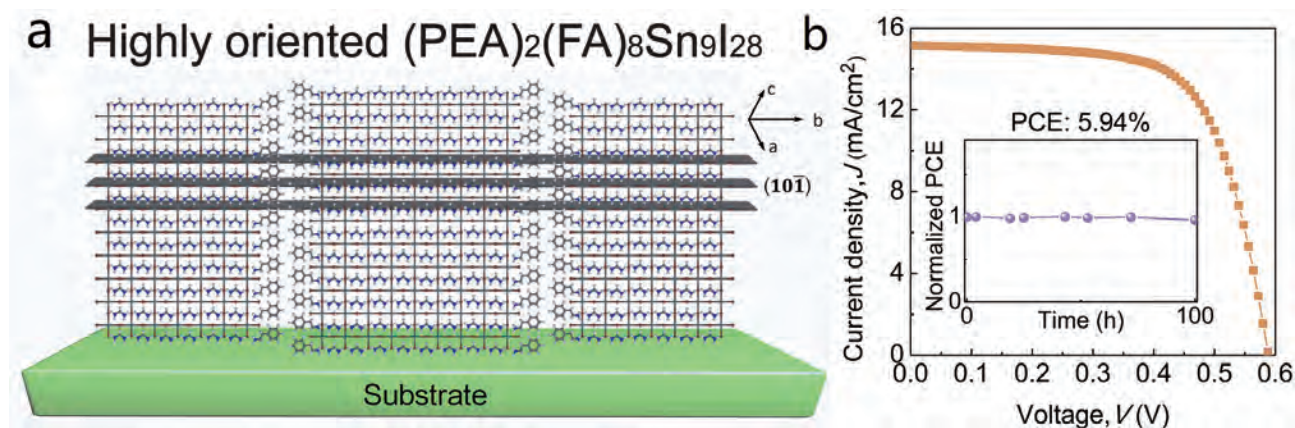 a
Highly oriented (PEA)₂(FA)₈Sn₉I₂₈
c
b
a
(101̄)
Substrate
b
Current density, J (mA/cm²)
16
12
8
4
0
PCE: 5.94%
Normalized PCE
1
0
0
100
Time (h)
0.0 0.1 0.2 0.3 0.4 0.5 0.6
Voltage, V (V)